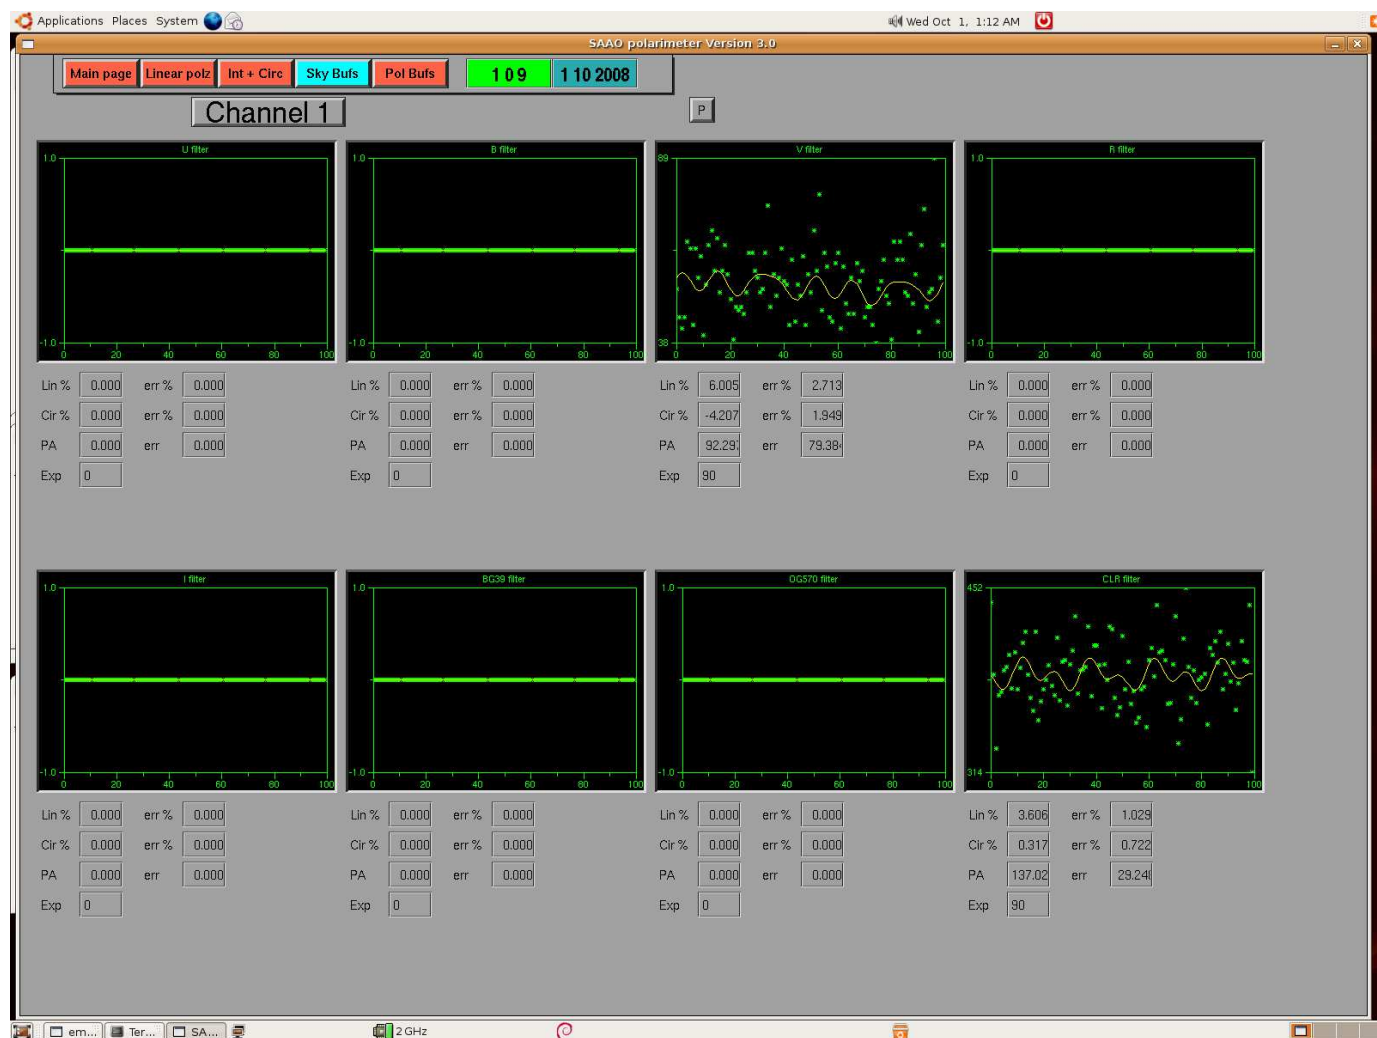 Applications Places System Wed Oct 1, 1:12 AM
SAAO polarimeter Version 3.0
Main page Linear polz Int + Circ Sky Bufs Pol Bufs 1 0 9 1 10 2008
Channel 1 P
U filter B filter V filter R filter
1.0 1.0 89 1.0
-1.0 -1.0 38 -1.0
0 20 40 60 80 100 0 20 40 60 80 100 0 20 40 60 80 100 0 20 40 60 80 100
Lin % 0.000 err % 0.000 Lin % 0.000 err % 0.000 Lin % 6.005 err % 2.713 Lin % 0.000 err % 0.000
Cir % 0.000 err % 0.000 Cir % 0.000 err % 0.000 Cir % -4.207 err % 1.949 Cir % 0.000 err % 0.000
PA 0.000 err 0.000 PA 0.000 err 0.000 PA 92.29 err 79.38 PA 0.000 err 0.000
Exp 0 Exp 0 Exp 90 Exp 0
I filter BG39 filter OG570 filter CLR filter
1.0 1.0 1.0 452
-1.0 -1.0 -1.0 314
0 20 40 60 80 100 0 20 40 60 80 100 0 20 40 60 80 100 0 20 40 60 80 100
Lin % 0.000 err % 0.000 Lin % 0.000 err % 0.000 Lin % 0.000 err % 0.000 Lin % 3.606 err % 1.029
Cir % 0.000 err % 0.000 Cir % 0.000 err % 0.000 Cir % 0.000 err % 0.000 Cir % 0.317 err % 0.722
PA 0.000 err 0.000 PA 0.000 err 0.000 PA 0.000 err 0.000 PA 137.02 err 29.24
Exp 0 Exp 0 Exp 0 Exp 90
em... Ter... SA... 2 GHz